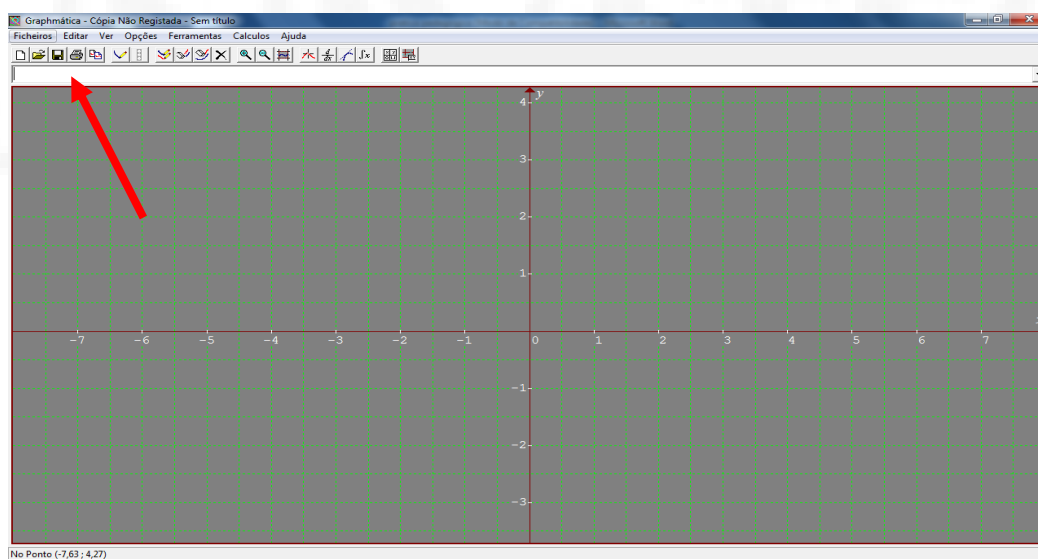 Graphmática - Cópia Não Registada - Sem título
Ficheiros Editar Ver Opções Ferramentas Calculos Ajuda
y
4
3
2
1
-7 -6 -5 -4 -3 -2 -1 0 1 2 3 4 5 6 7
-1
-2
-3
No Ponto (-7,63 ; 4,27)